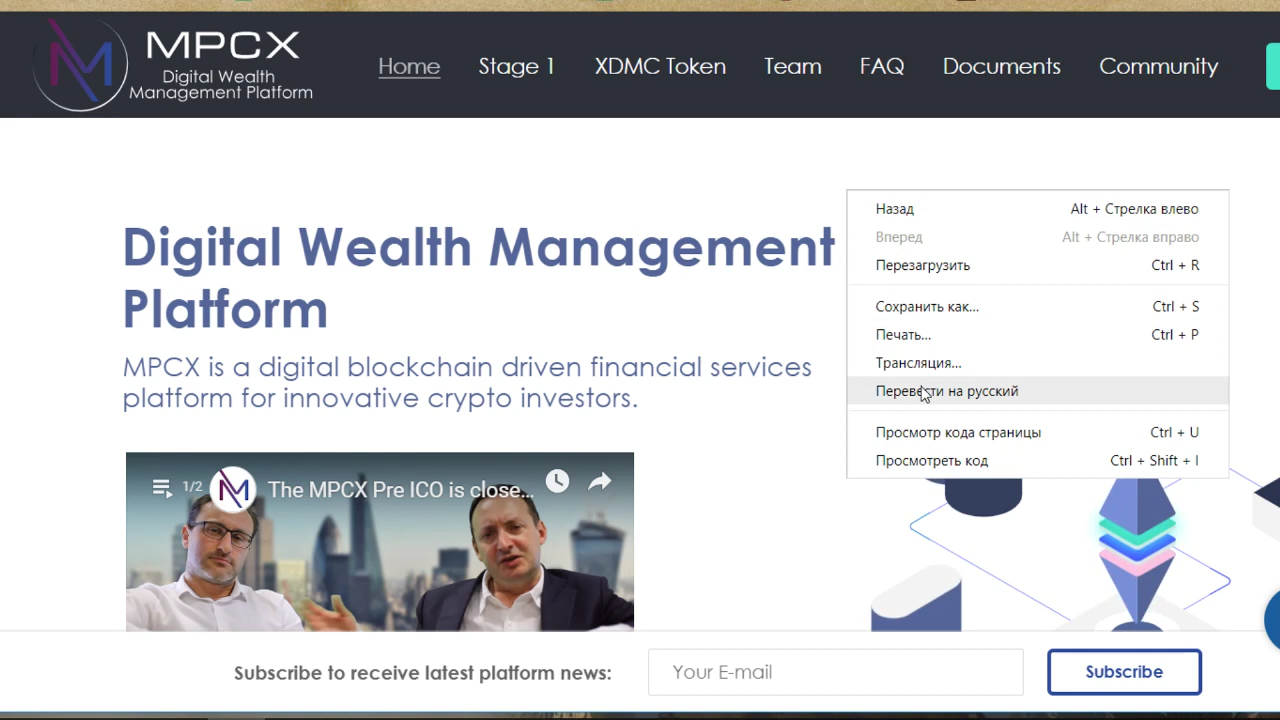 MPCX
Digital Wealth
Management Platform
Home
Stage 1
XDMC Token
Team
FAQ
Documents
Community
Digital Wealth Management
Platform
MPCX is a digital blockchain driven financial services
platform for innovative crypto investors.
Назад Alt + Стрелка влево
Вперед Alt + Стрелка вправо
Перезагрузить Ctrl + R
Сохранить как... Ctrl + S
Печать... Ctrl + P
Трансляция...
Перевести на русский
Просмотр кода страницы Ctrl + U
Просмотреть код Ctrl + Shift + I
1/2
The MPCX Pre ICO is close...
Subscribe to receive latest platform news:
Your E-mail
Subscribe